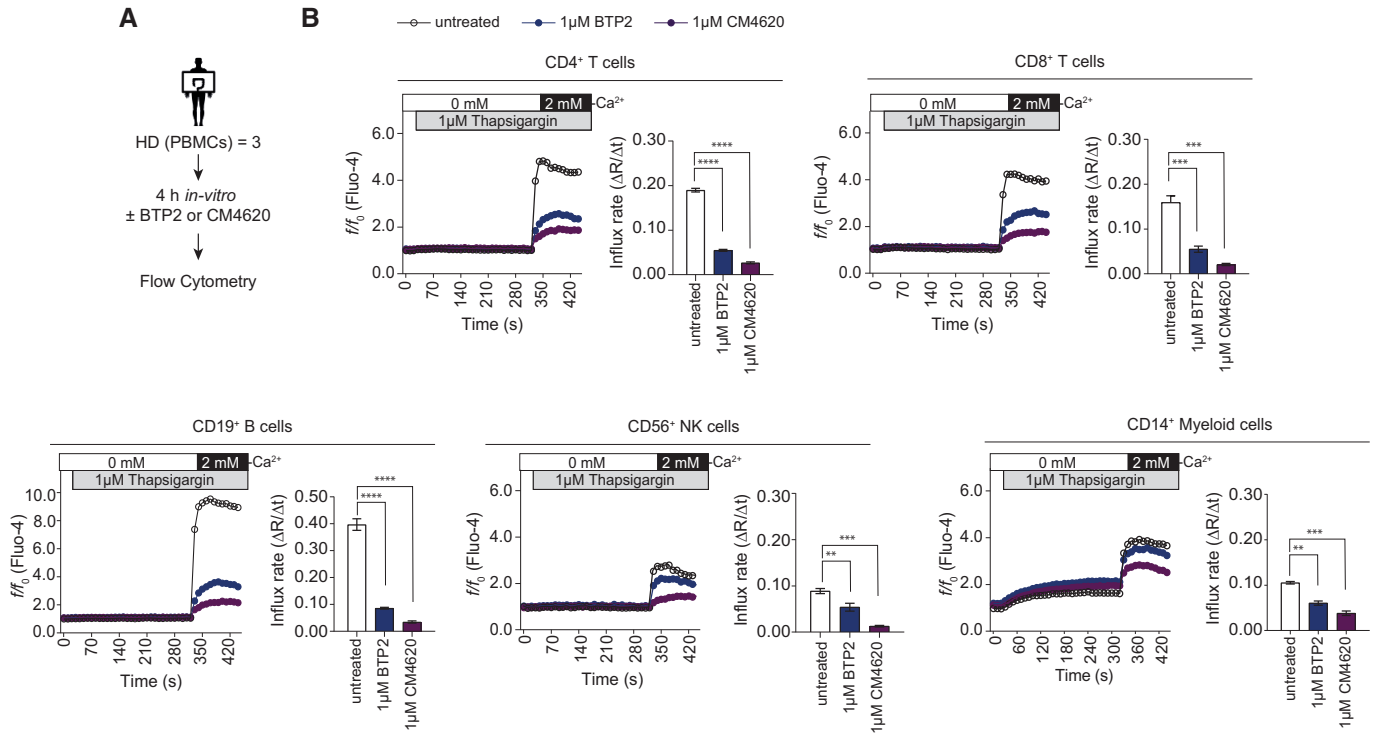 A
HD (PBMCs) = 3
4 h in-vitro
± BTP2 or CM4620
Flow Cytometry
B
untreated 1µM BTP2 1µM CM4620
CD4⁺ T cells
0 mM 2 mM Ca²⁺
1µM Thapsigargin
f/f₀ (Fluo-4)
6.0
4.0
2.0
0.0
0 70 140 210 280 350 420
Time (s)
Influx rate (ΔR/Δt)
0.30
0.20
0.10
0.00
****
****
untreated
1µM BTP2
1µM CM4620
CD8⁺ T cells
0 mM 2 mM Ca²⁺
1µM Thapsigargin
f/f₀ (Fluo-4)
6.0
4.0
2.0
0.0
0 70 140 210 280 350 420
Time (s)
Influx rate (ΔR/Δt)
0.30
0.20
0.10
0.00
***
***
untreated
1µM BTP2
1µM CM4620
CD19⁺ B cells
0 mM 2 mM Ca²⁺
1µM Thapsigargin
f/f₀ (Fluo-4)
10.0
8.0
6.0
4.0
2.0
0.0
0 70 140 210 280 350 420
Time (s)
Influx rate (ΔR/Δt)
0.50
0.40
0.30
0.20
0.10
0.00
****
****
untreated
1µM BTP2
1µM CM4620
CD56⁺ NK cells
0 mM 2 mM Ca²⁺
1µM Thapsigargin
f/f₀ (Fluo-4)
6.0
4.0
2.0
0.0
0 70 140 210 280 350 420
Time (s)
Influx rate (ΔR/Δt)
0.30
0.20
0.10
0.00
***
**
untreated
1µM BTP2
1µM CM4620
CD14⁺ Myeloid cells
0 mM 2 mM Ca²⁺
1µM Thapsigargin
f/f₀ (Fluo-4)
6.0
4.0
2.0
0.0
0 60 120 180 240 300 360 420
Time (s)
Influx rate (ΔR/Δt)
0.30
0.20
0.10
0.00
***
**
untreated
1µM BTP2
1µM CM4620